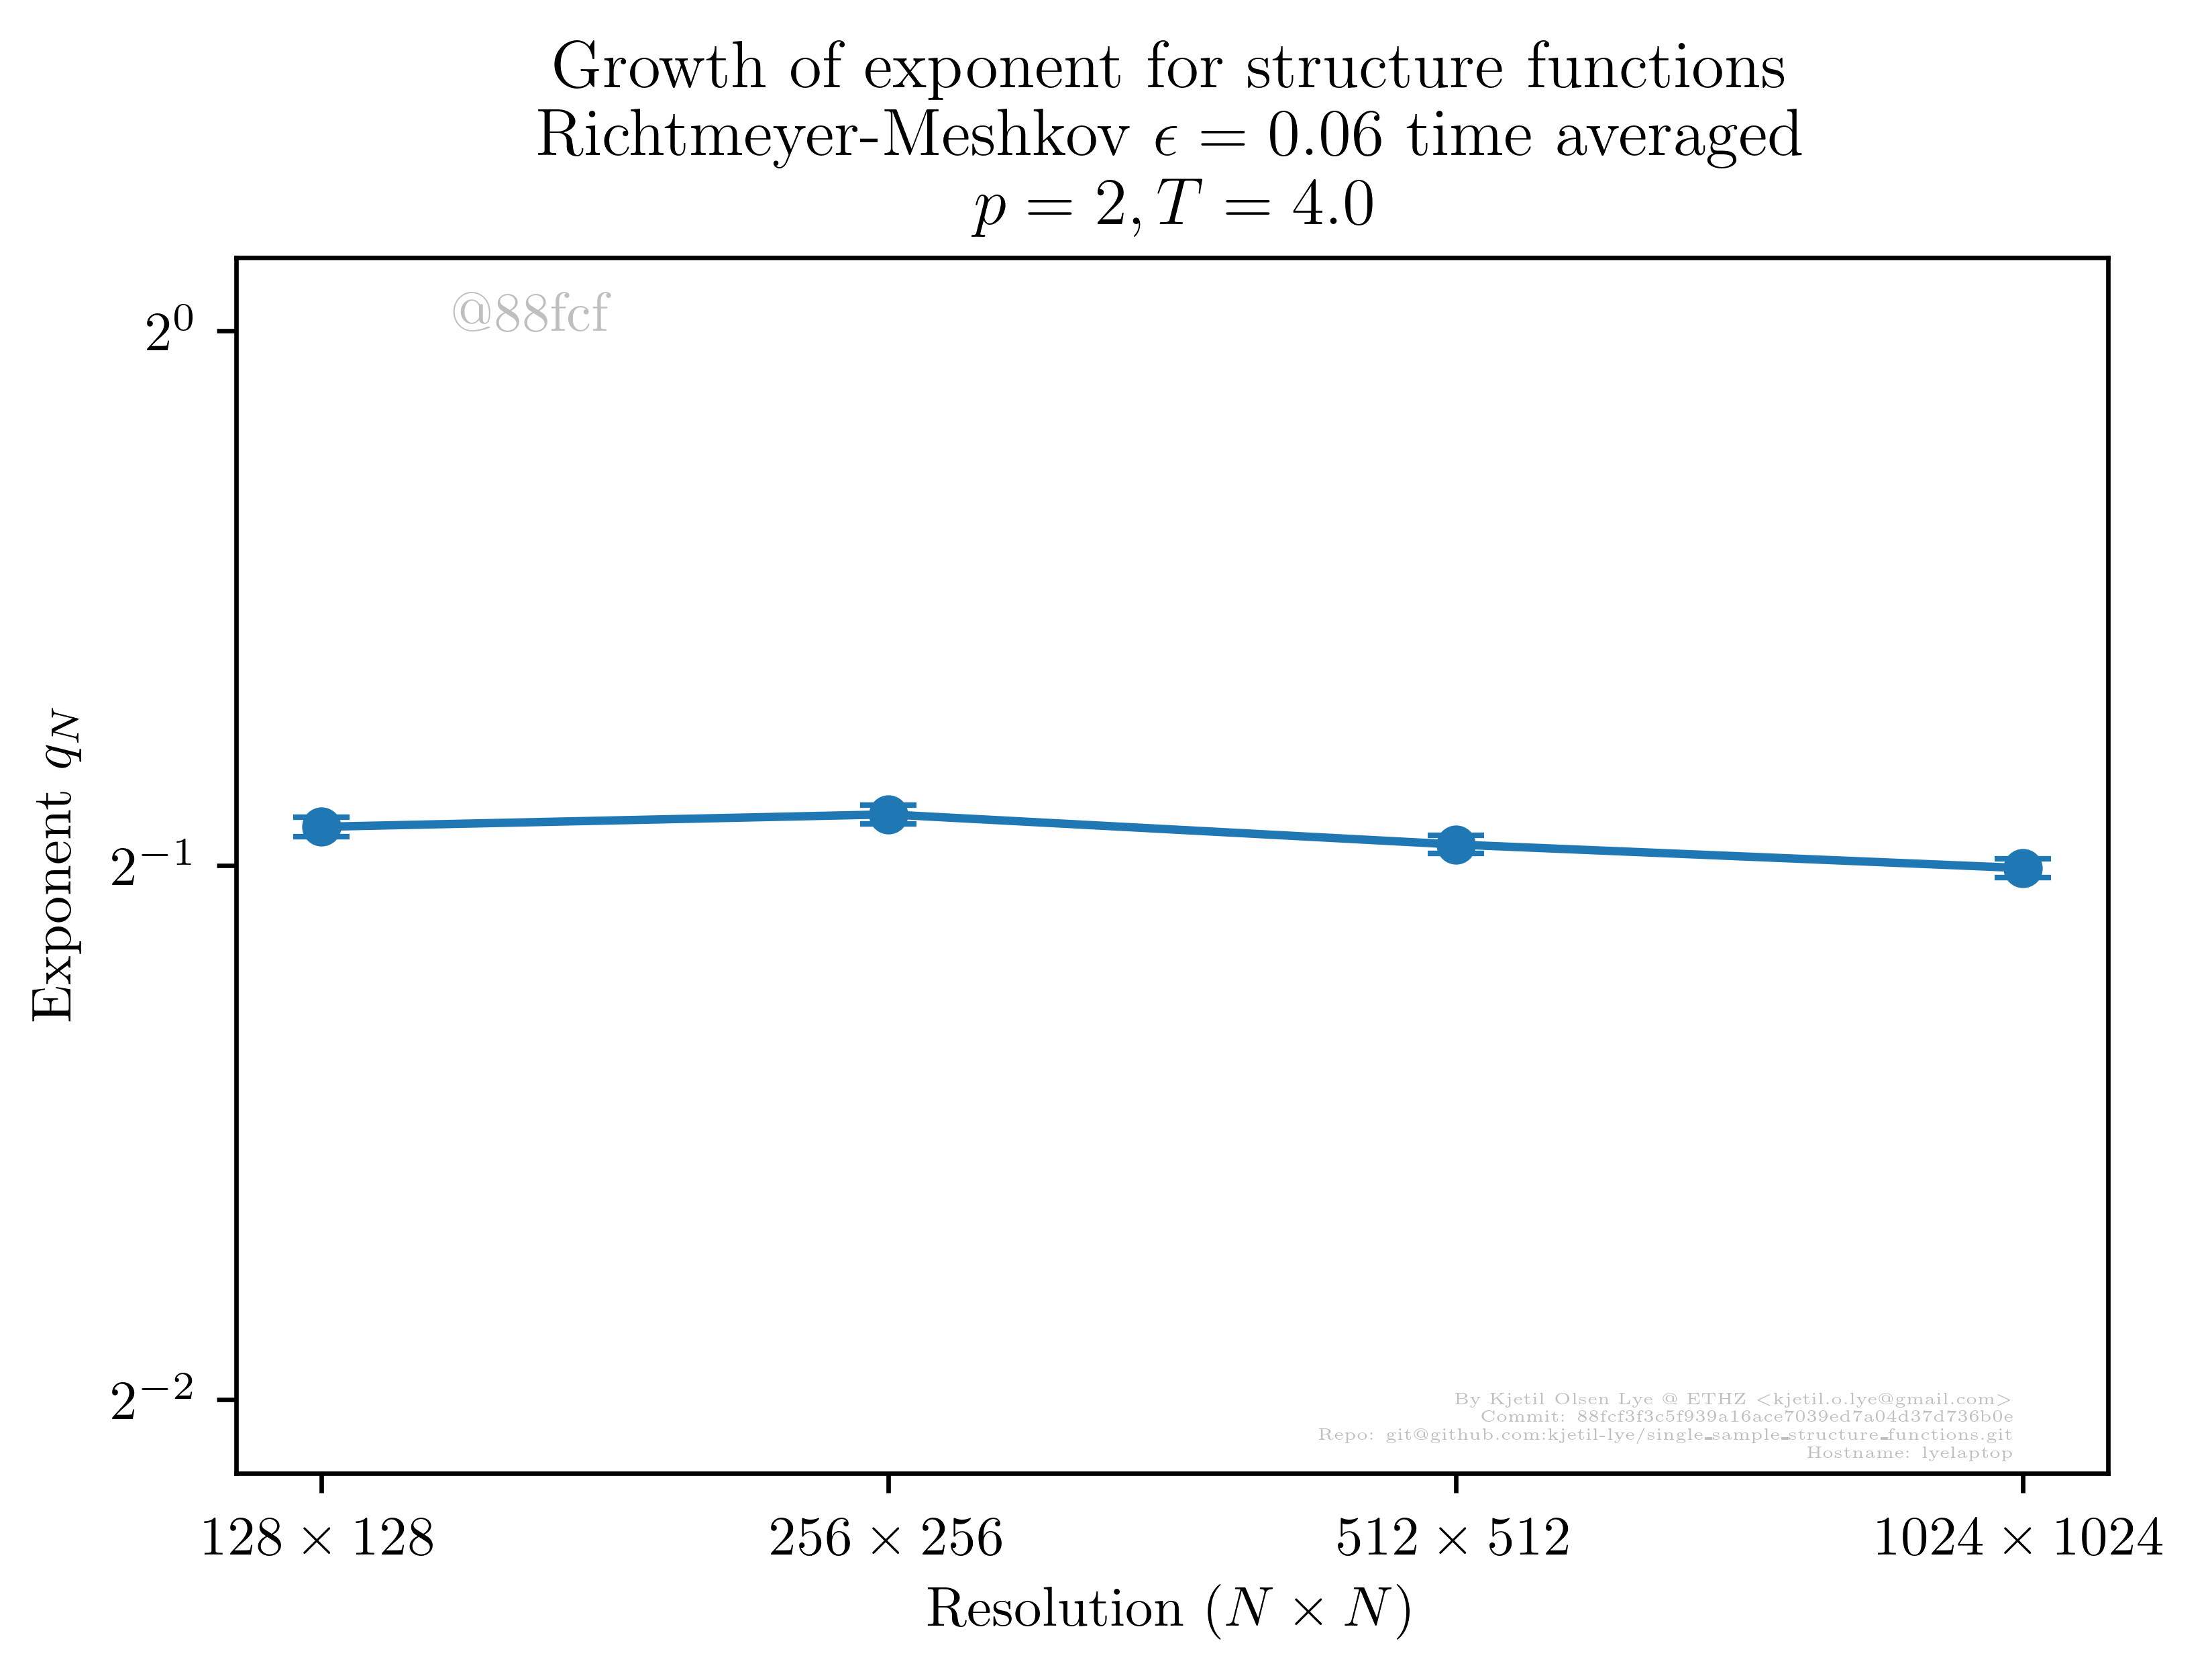 Growth of exponent for structure functions
Richtmeyer-Meshkov ϵ = 0.06 time averaged
p = 2, T = 4.0
@88fcf
2⁰
2⁻¹
2⁻²
Exponent q_N
By Kjetil Olsen Lye @ ETHZ <kjetil.o.lye@gmail.com>
Commit: 88fcf3f3c5f939a16ace7039ed7a04d37d736b0e
Repo: git@github.com:kjetil-lye/single_sample_structure_functions.git
Hostname: lyelaptop
128 × 128 256 × 256 512 × 512 1024 × 1024
Resolution (N × N)